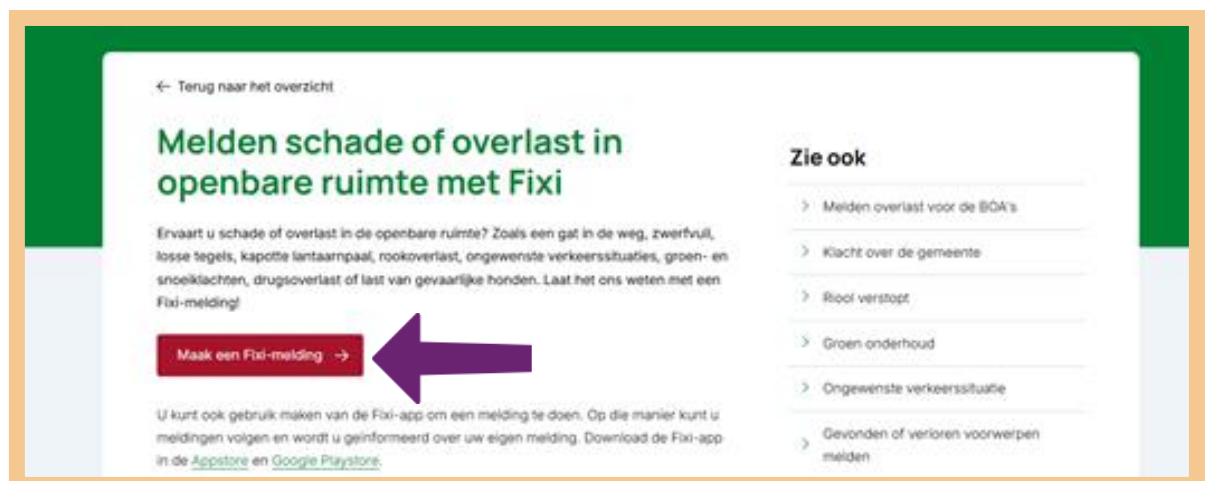 ← Terug naar het overzicht
Melden schade of overlast in
openbare ruimte met Fixi
Ervaart u schade of overlast in de openbare ruimte? Zoals een gat in de weg, zwerfvuil,
losse tegels, kapotte lantaarnpaal, rookoverlast, ongewenste verkeerssituaties, groen- en
snoeiklachten, drugsoverlast of last van gevaarlijke honden. Laat het ons weten met een
Fixi-melding!
Maak een Fixi-melding →
U kunt ook gebruik maken van de Fixi-app om een melding te doen. Op die manier kunt u
meldingen volgen en wordt u geïnformeerd over uw eigen melding. Download de Fixi-app
in de Appstore en Google Playstore.
Zie ook
> Melden overlast voor de BOA's
> Klacht over de gemeente
> Riool verstopt
> Groen onderhoud
> Ongewenste verkeerssituatie
> Gevonden of verloren voorwerpen
melden